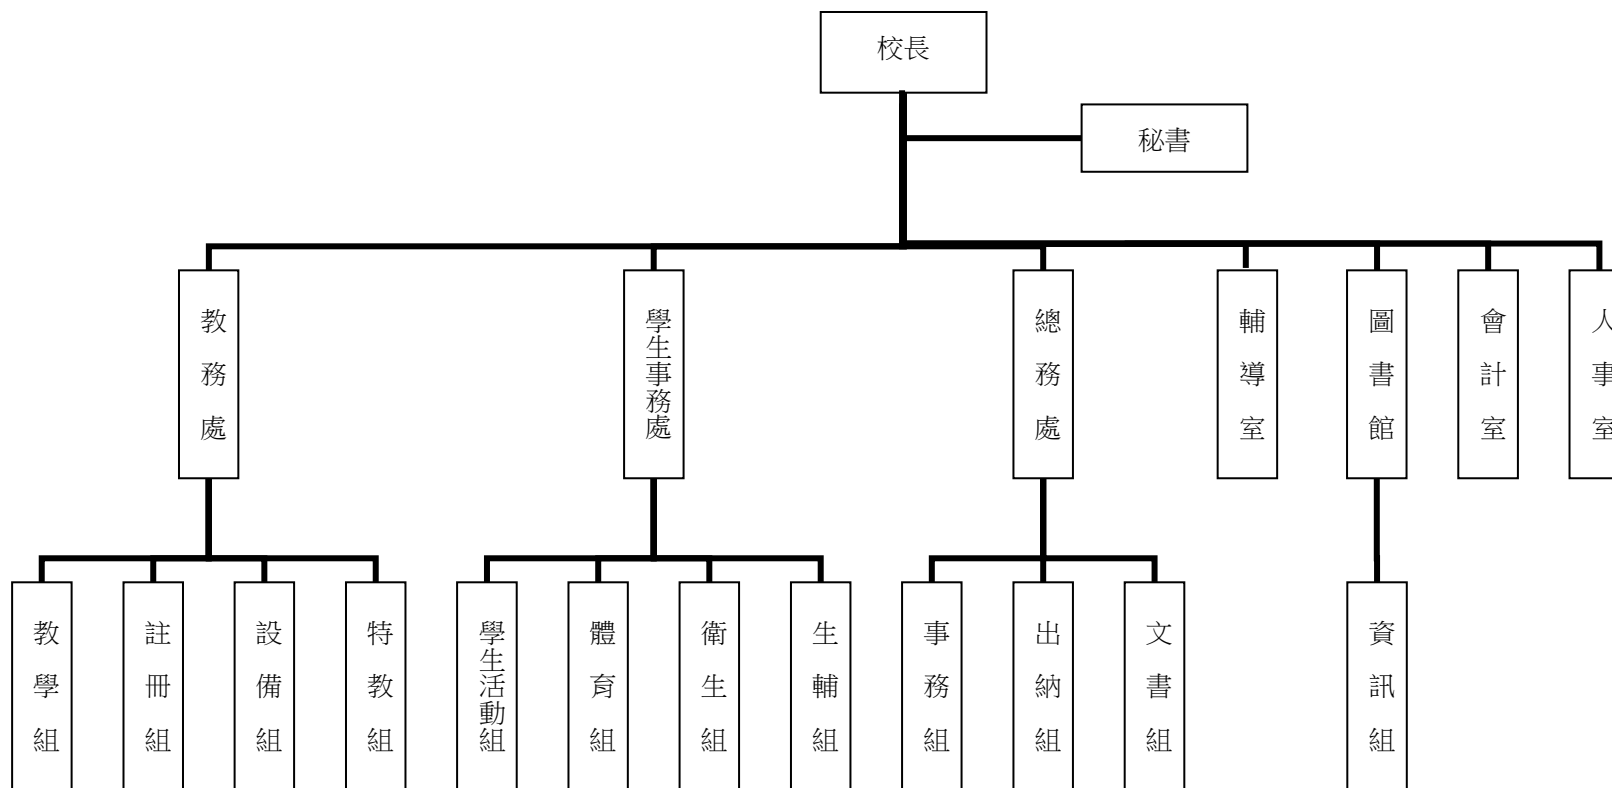 校長
秘書
教務處
學生事務處
總務處
輔導室
圖書館
會計室
人事室
教學組
註冊組
設備組
特教組
學生活動組
體育組
衛生組
生輔組
事務組
出納組
文書組
資訊組